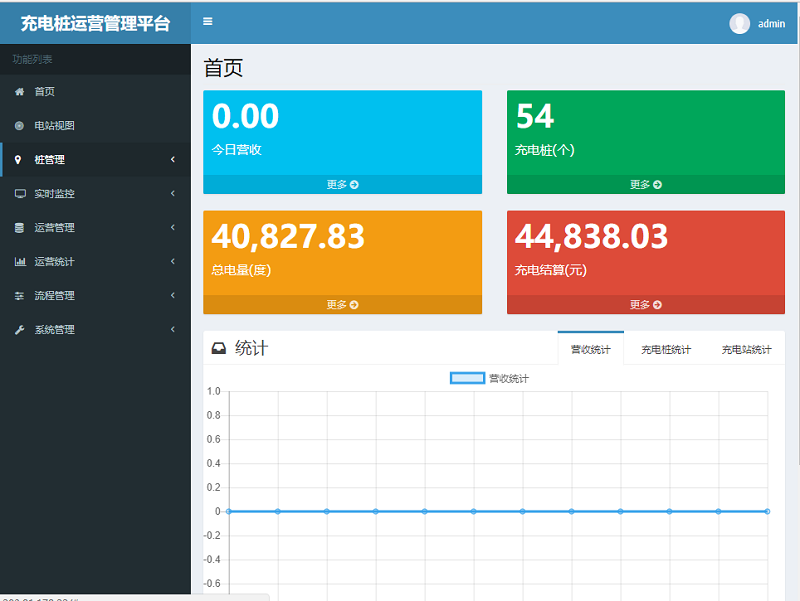 充电桩运营管理平台
admin
功能列表
首页
电站视图
桩管理
实时监控
运营管理
运营统计
流程管理
系统管理
首页
0.00
今日营收
更多
54
充电桩(个)
更多
40,827.83
总电量(度)
更多
44,838.03
充电结算(元)
更多
统计
营收统计
充电桩统计
充电站统计
营收统计
1.0
0.8
0.6
0.4
0.2
0
-0.2
-0.4
-0.6